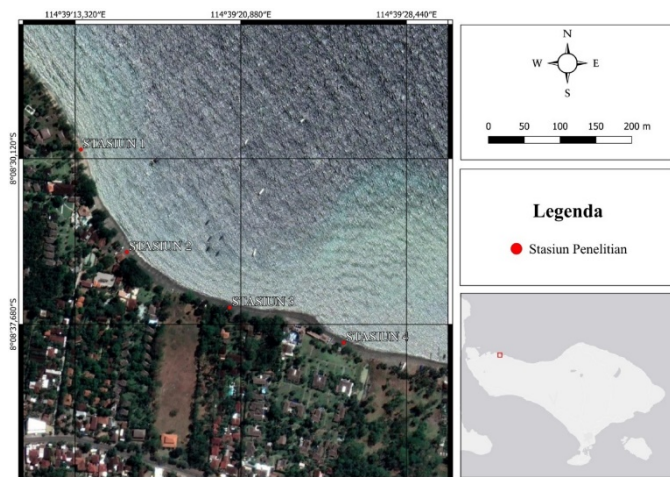 114°39'13,320"E 114°39'20,880"E 114°39'28,440"E
8°08'30,120"S
8°08'37,680"S
STASIUN 1
STASIUN 2
STASIUN 3
STASIUN 4
N
W E
S
0 50 100 150 200 m
Legenda
Stasiun Penelitian